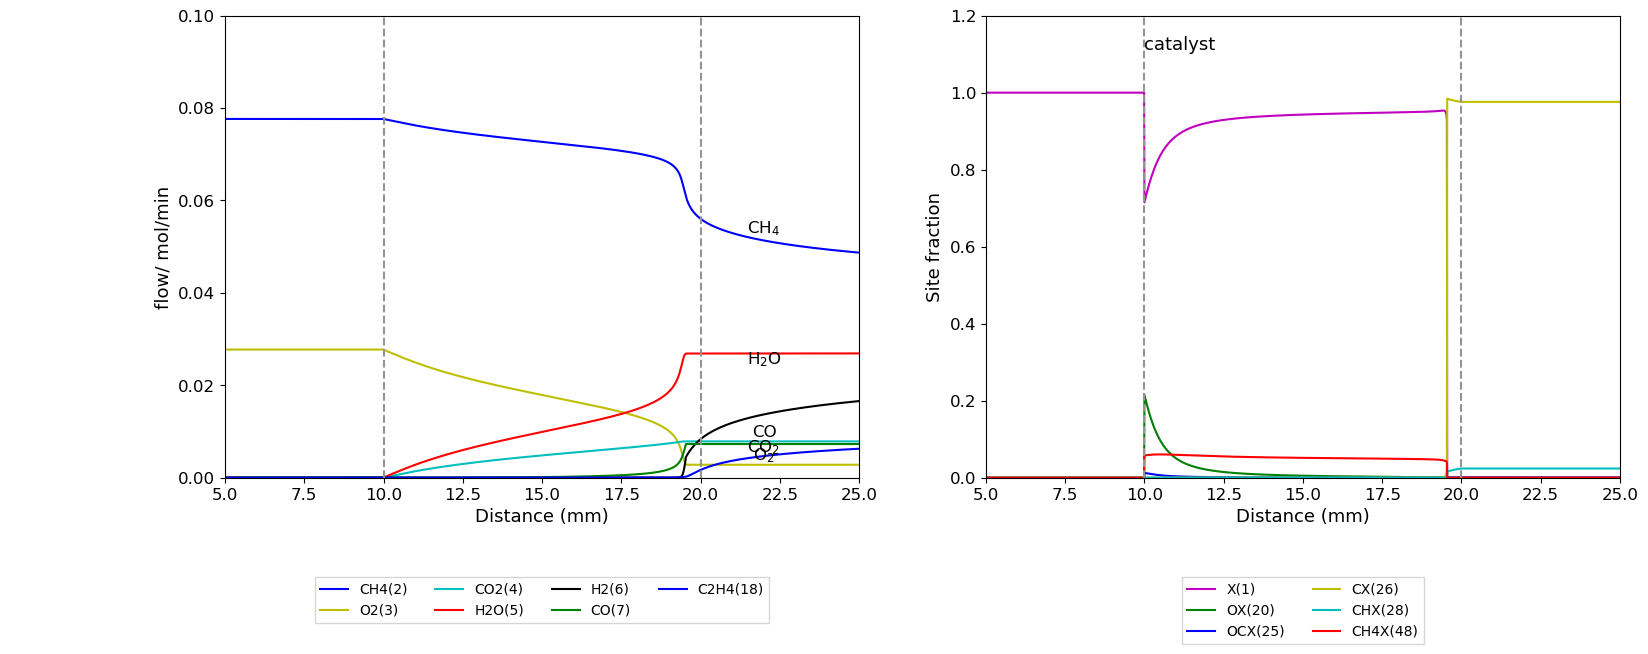 0.10
0.08
0.06
0.04
0.02
0.00
flow/ mol/min
CH₄
H₂O
CO
CO₂
O₂
5.0 7.5 10.0 12.5 15.0 17.5 20.0 22.5 25.0
Distance (mm)
CH4(2) CO2(4) H2(6) C2H4(18)
O2(3) H2O(5) CO(7)
1.2
1.0
0.8
0.6
0.4
0.2
0.0
Site fraction
catalyst
5.0 7.5 10.0 12.5 15.0 17.5 20.0 22.5 25.0
Distance (mm)
X(1) CX(26)
OX(20) CHX(28)
OCX(25) CH4X(48)